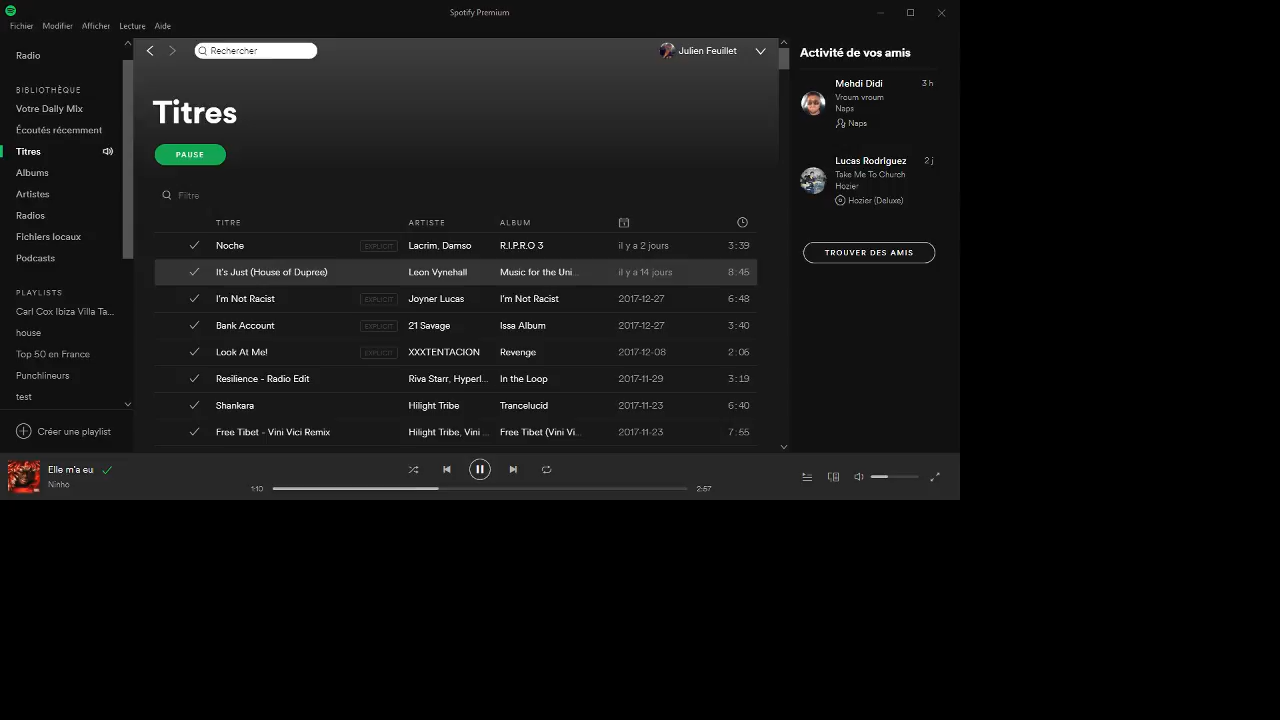 Spotify Premium
Fichier Modifier Afficher Lecture Aide
Radio
BIBLIOTHÈQUE
Votre Daily Mix
Écoutés récemment
Titres
Albums
Artistes
Radios
Fichiers locaux
Podcasts
PLAYLISTS
Carl Cox Ibiza Villa Ta...
house
Top 50 en France
Punchlineurs
test
Créer une playlist
Rechercher
Julien Feuillet
Titres
PAUSE
Filtre
TITRE ARTISTE ALBUM
Noche EXPLICIT Lacrim, Damso R.I.P.R.O 3 il y a 2 jours 3:39
It's Just (House of Dupree) Leon Vynehall Music for the Uni... il y a 14 jours 8:45
I'm Not Racist EXPLICIT Joyner Lucas I'm Not Racist 2017-12-27 6:48
Bank Account EXPLICIT 21 Savage Issa Album 2017-12-27 3:40
Look At Me! EXPLICIT XXXTENTACION Revenge 2017-12-08 2:06
Resilience - Radio Edit Riva Starr, Hyperl... In the Loop 2017-11-29 3:19
Shankara Hilight Tribe Trancelucid 2017-11-23 6:40
Free Tibet - Vini Vici Remix Hilight Tribe, Vini ... Free Tibet (Vini Vi... 2017-11-23 7:55
Activité de vos amis
Mehdi Didi 3 h
Vroum vroum
Naps
Naps
Lucas Rodriguez 2 j
Take Me To Church
Hozier
Hozier (Deluxe)
TROUVER DES AMIS
Elle m'a eu
Ninho
1:10
2:57